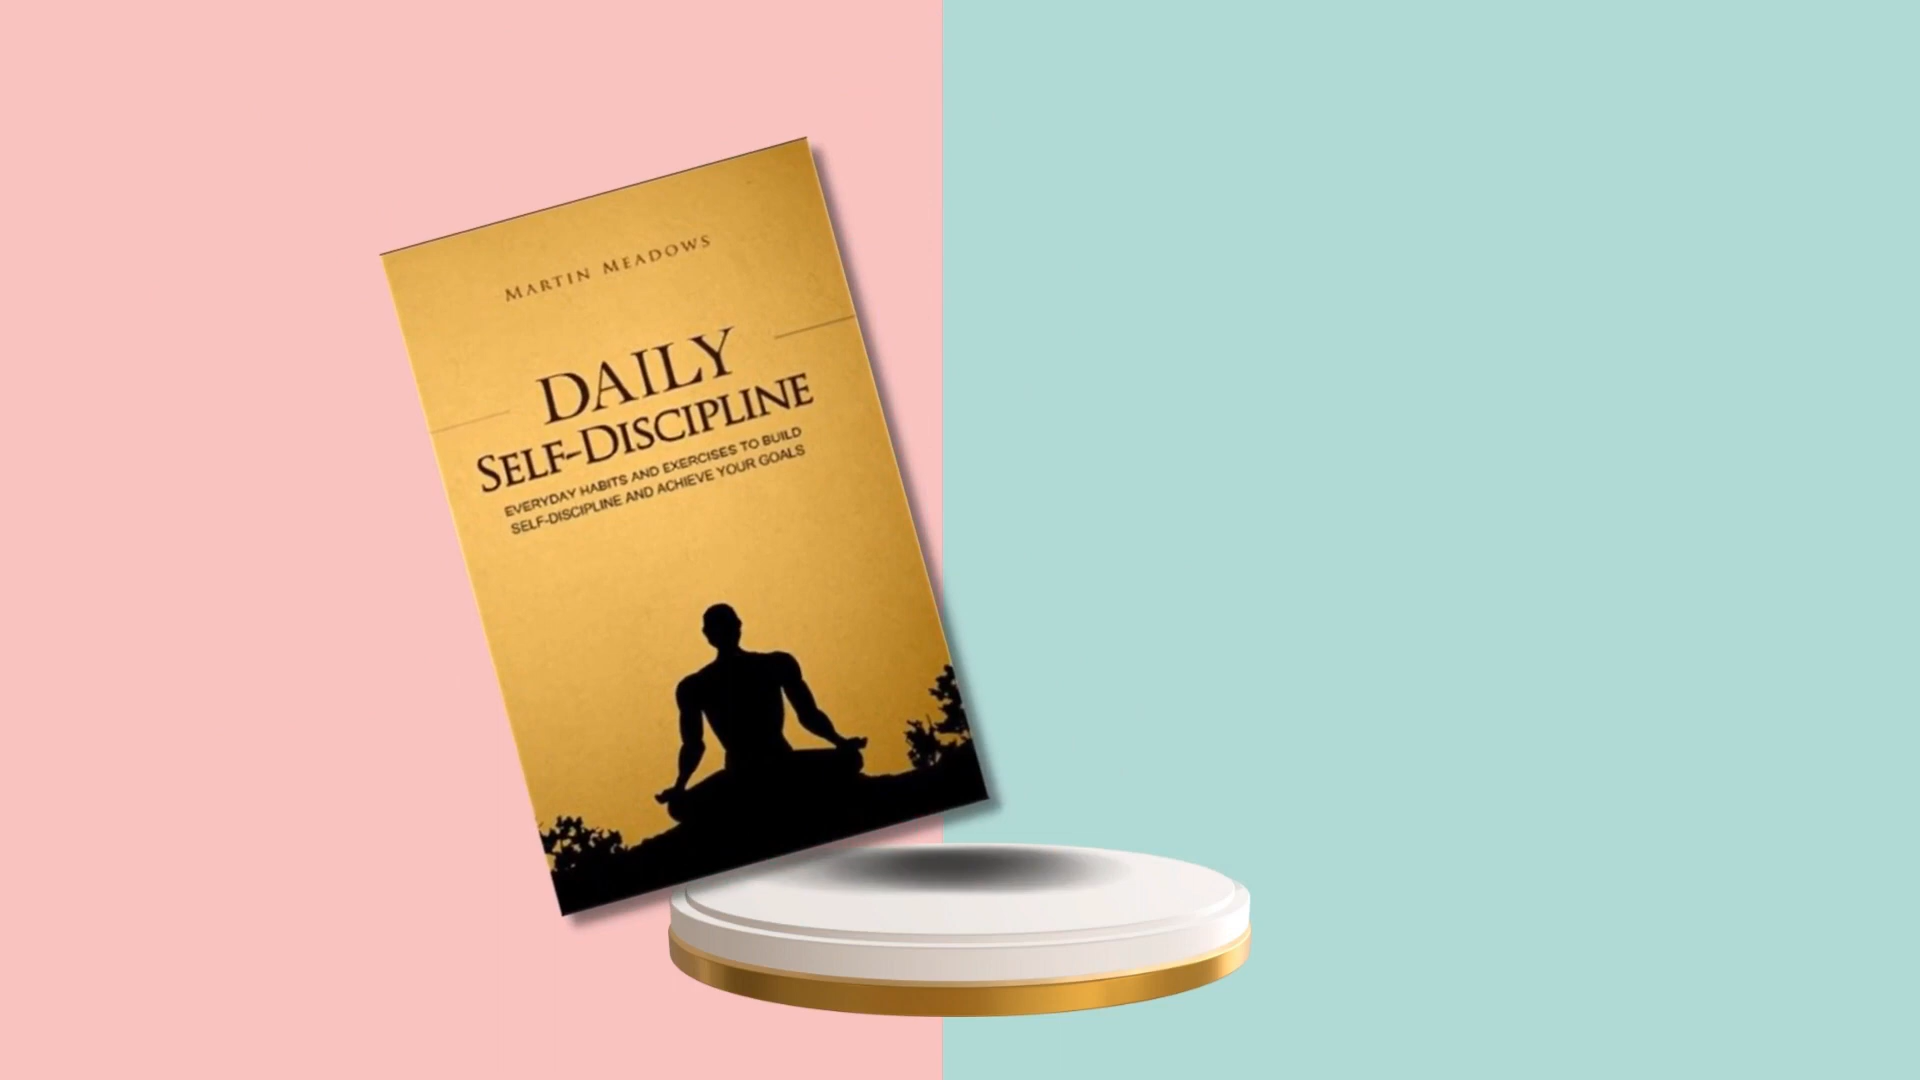 MARTIN MEADOWS
DAILY
SELF-DISCIPLINE
EVERYDAY HABITS AND EXERCISES TO BUILD
SELF-DISCIPLINE AND ACHIEVE YOUR GOALS